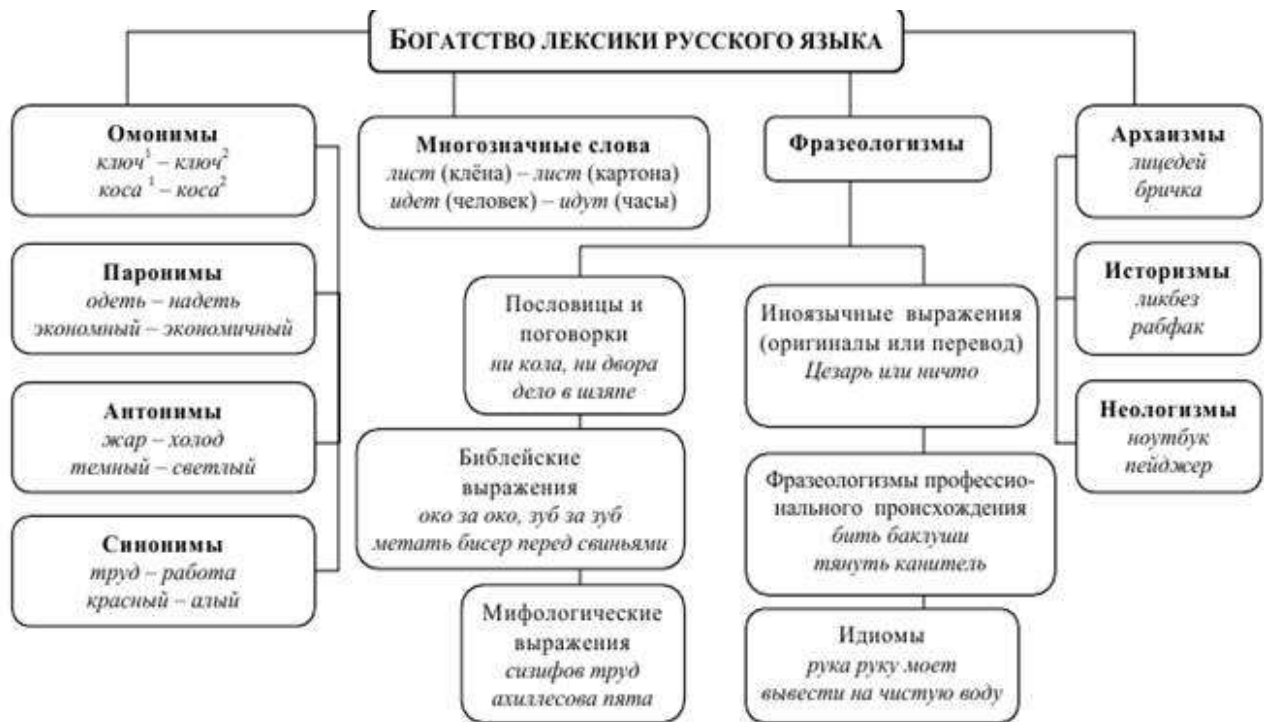 БОГАТСТВО ЛЕКСИКИ РУССКОГО ЯЗЫКА
Омонимы
ключ¹ – ключ²
коса ¹ – коса²
Паронимы
одеть – надеть
экономный – экономичный
Антонимы
жар – холод
темный – светлый
Синонимы
труд – работа
красный – алый
Многозначные слова
лист (клёна) – лист (картона)
идет (человек) – идут (часы)
Фразеологизмы
Пословицы и
поговорки
ни кола, ни двора
дело в шляпе
Библейские
выражения
око за око, зуб за зуб
метать бисер перед свиньями
Мифологические
выражения
сизифов труд
ахиллесова пята
Иноязычные выражения
(оригиналы или перевод)
Цезарь или ничто
Фразеологизмы профессио-
нального происхождения
бить баклуши
тянуть канитель
Идиомы
рука руку моет
вывести на чистую воду
Архаизмы
лицедей
бричка
Историзмы
ликбез
рабфак
Неологизмы
ноутбук
пейджер